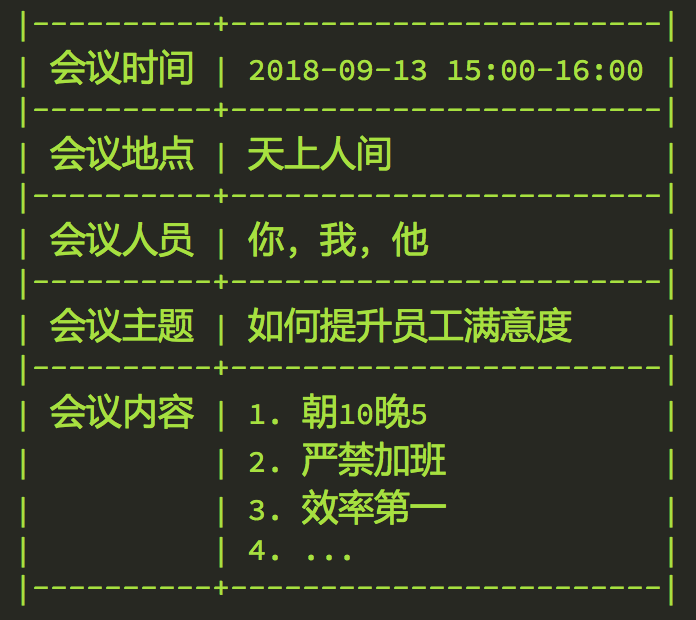 |----------+------------------------|
| 会议时间 | 2018-09-13 15:00-16:00 |
|----------+------------------------|
| 会议地点 | 天上人间 |
|----------+------------------------|
| 会议人员 | 你，我，他 |
|----------+------------------------|
| 会议主题 | 如何提升员工满意度 |
|----------+------------------------|
| 会议内容 | 1. 朝10晚5 |
| | 2. 严禁加班 |
| | 3. 效率第一 |
| | 4. ... |
|----------+------------------------|